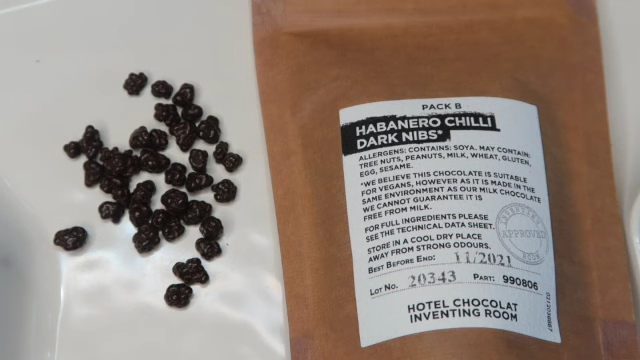 PACK B
HABANERO CHILLI
DARK NIBS*
ALLERGENS: CONTAINS: SOYA. MAY CONTAIN:
TREE NUTS, PEANUTS, MILK, WHEAT, GLUTEN,
EGG, SESAME.
*WE BELIEVE THIS CHOCOLATE IS SUITABLE
FOR VEGANS, HOWEVER AS IT IS MADE IN THE
SAME ENVIRONMENT AS OUR MILK CHOCOLATE
WE CANNOT GUARANTEE IT IS
FREE FROM MILK.
FOR FULL INGREDIENTS PLEASE
SEE THE TECHNICAL DATA SHEET.
STORE IN A COOL DRY PLACE
AWAY FROM STRONG ODOURS.
BEST BEFORE END: 11/2021
LOT NO. 20343 PART: 990806
HOTEL CHOCOLAT
INVENTING ROOM
APPROVED